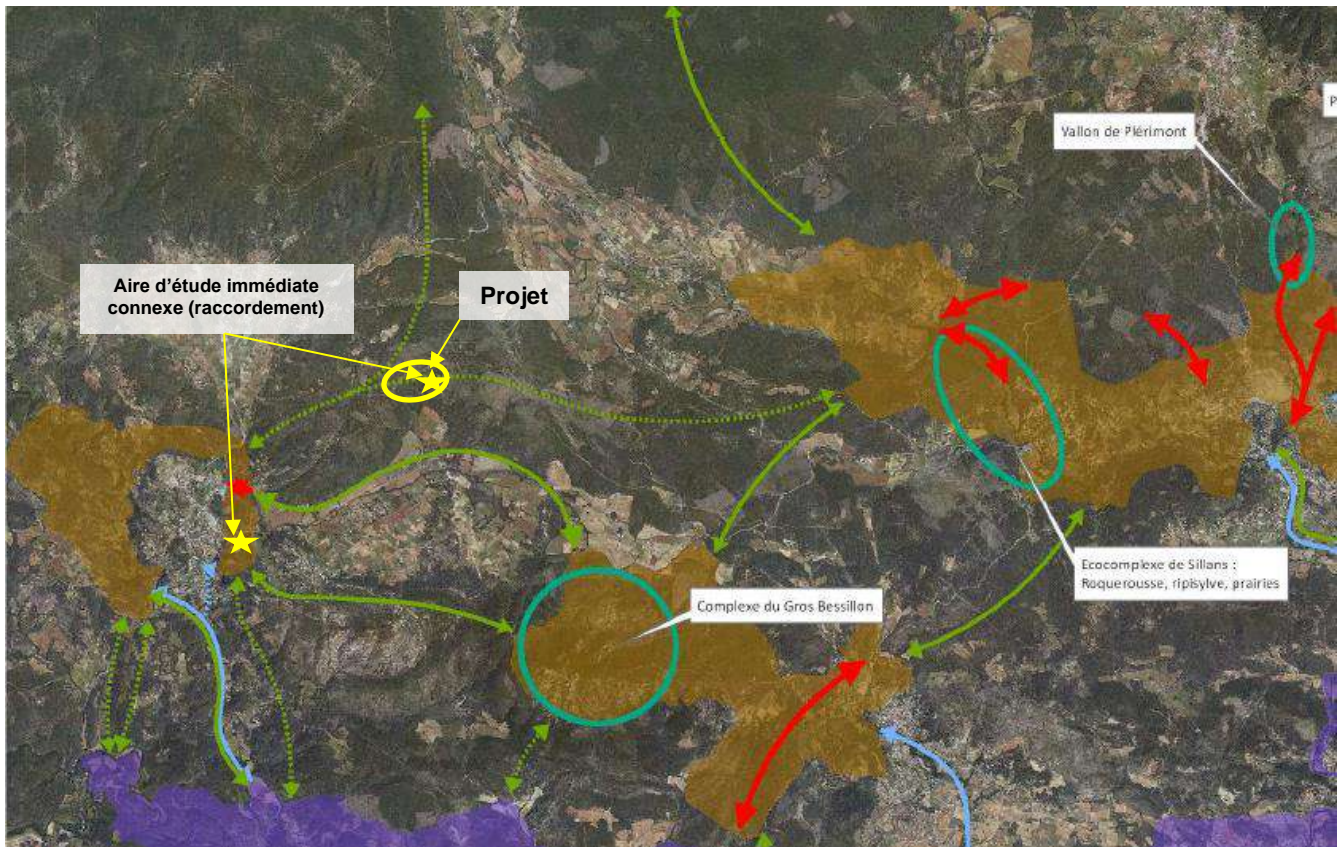 P
Vallon de Plérimont
Aire d'étude immédiate
connexe (raccordement)
Projet
Ecocomplexe de Sillans :
Roquerousse, ripisylve, prairies
Complexe du Gros Bessillon